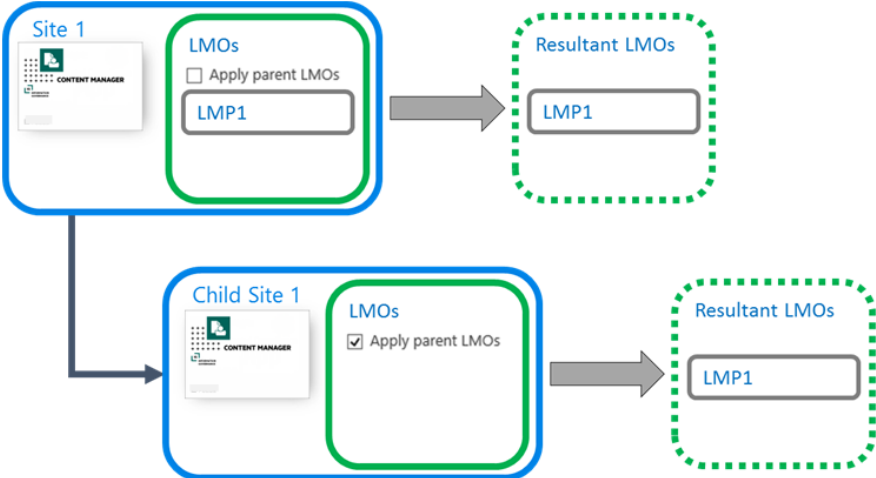 Site 1
CONTENT MANAGER
LMOs
Apply parent LMOs
LMP1
Resultant LMOs
LMP1
Child Site 1
CONTENT MANAGER
LMOs
Apply parent LMOs
Resultant LMOs
LMP1